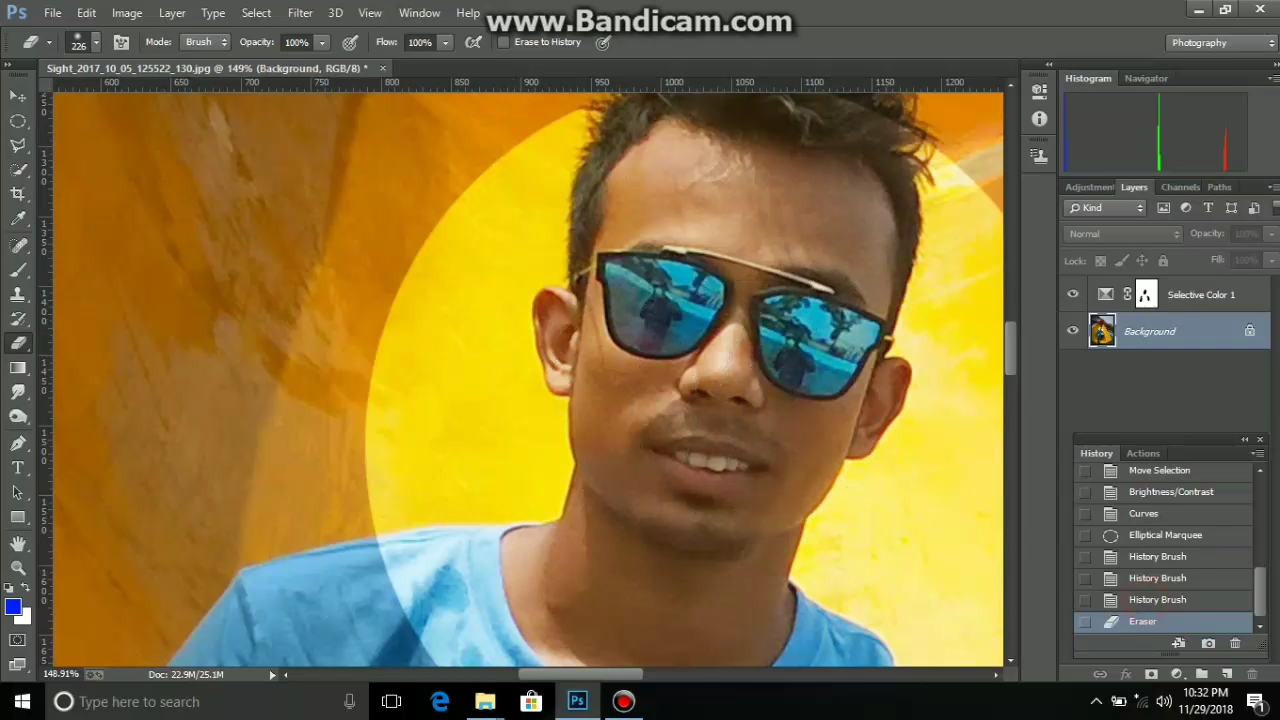 www.Bandicam.com
Ps File Edit Image Layer Type Select Filter 3D View Window Help
226 Mode: Brush Opacity: 100% Flow: 100% Erase to History Photography
Sight_2017_10_05_125522_130.jpg @ 149% (Background, RGB/8) * ×
600 650 700 750 800 850 900 950 1000 1050 1100 1150 1200
Histogram Navigator
Adjustment Layers Channels Paths
Kind
Normal Opacity: 100%
Lock: Fill: 100%
Selective Color 1
Background
History Actions
Move Selection
Brightness/Contrast
Curves
Elliptical Marquee
History Brush
History Brush
History Brush
Eraser
148.91% Doc: 22.9M/25.1M
Type here to search
10:32 PM
11/29/2018